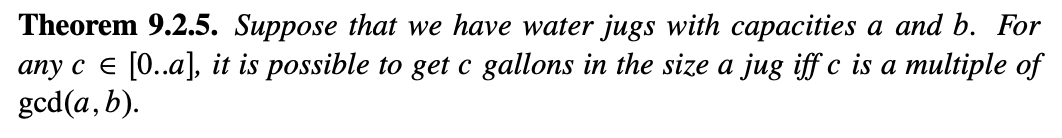 Theorem 9.2.5. Suppose that we have water jugs with capacities a and b. For
any c ∈ [0..a], it is possible to get c gallons in the size a jug iff c is a multiple of
gcd(a, b).